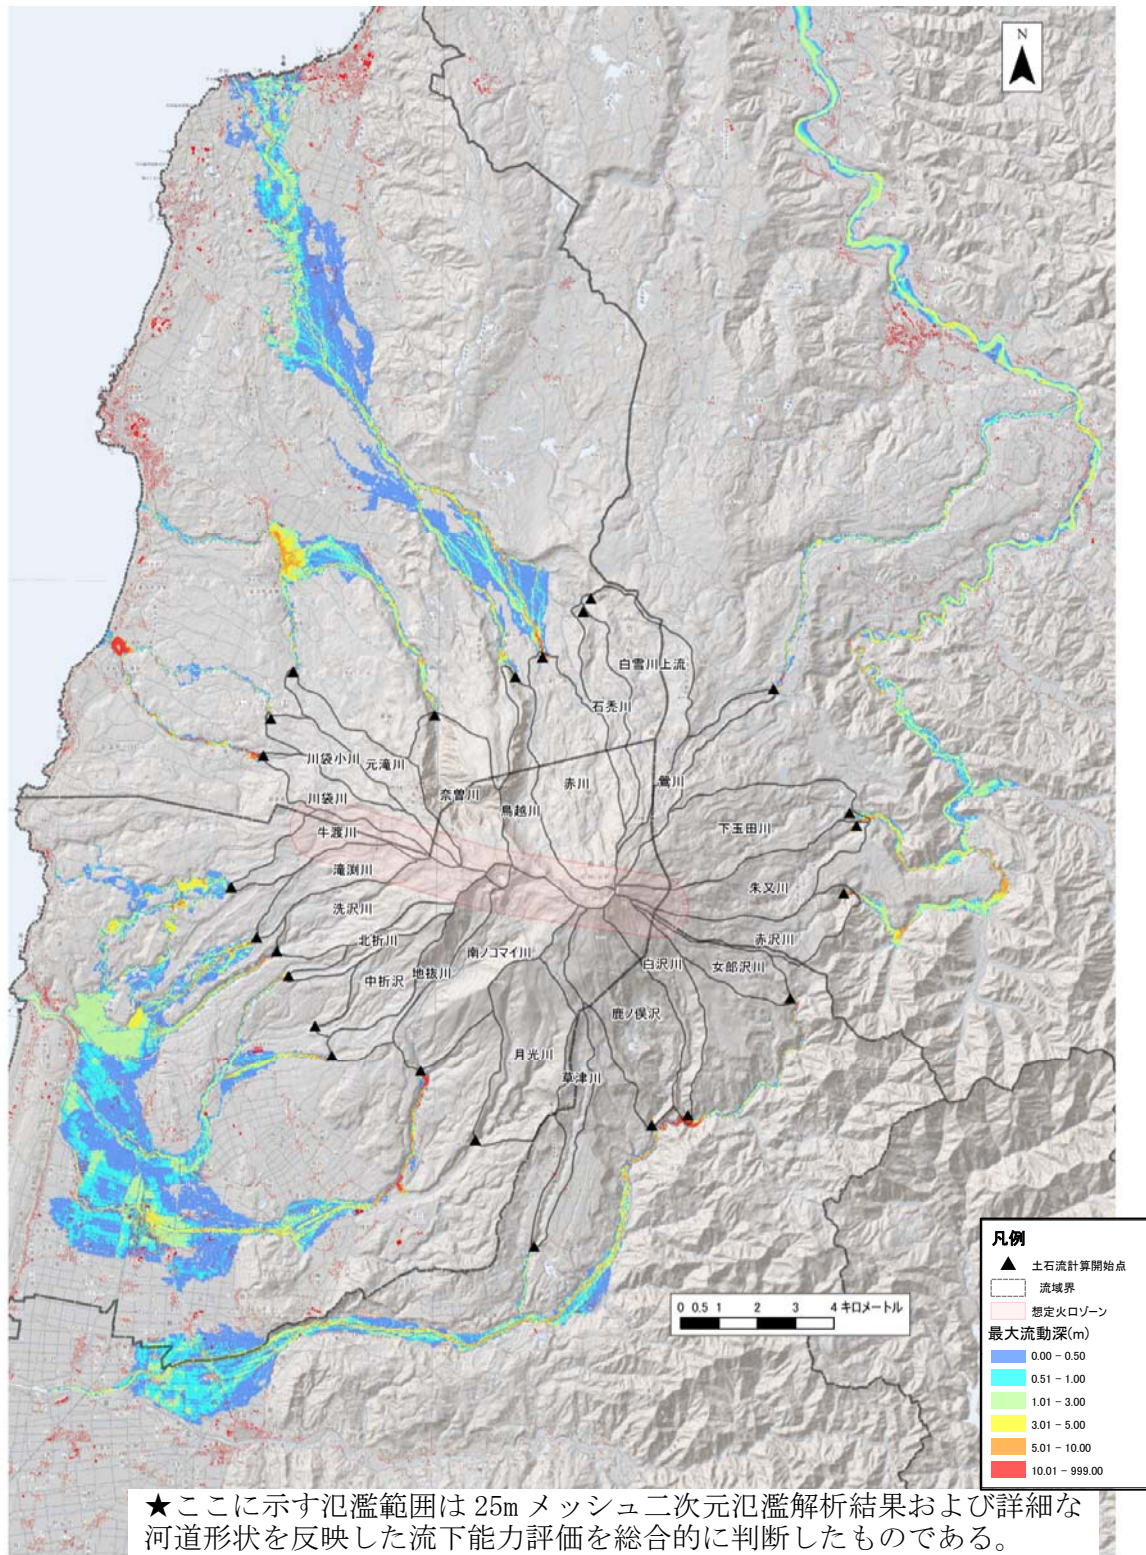 N
白雪川上流
石禿川
川袋小川
元滝川
奈曽川
鳥越川
赤川
鶯川
川袋川
牛渡川
下玉田川
滝渕川
朱又川
洗沢川
北折川
南ノコマイ川
赤沢川
中折沢
地抜川
白沢川
女郎沢川
鹿ノ俣沢
月光川
草津川
凡例
土石流計算開始点
流域界
想定火口ゾーン
0 0.5 1 2 3 4 キロメートル
最大流動深(m)
0.00 - 0.50
0.51 - 1.00
1.01 - 3.00
3.01 - 5.00
5.01 - 10.00
10.01 - 999.00
★ここに示す氾濫範囲は 25m メッシュ二次元氾濫解析結果および詳細な
河道形状を反映した流下能力評価を総合的に判断したものである。